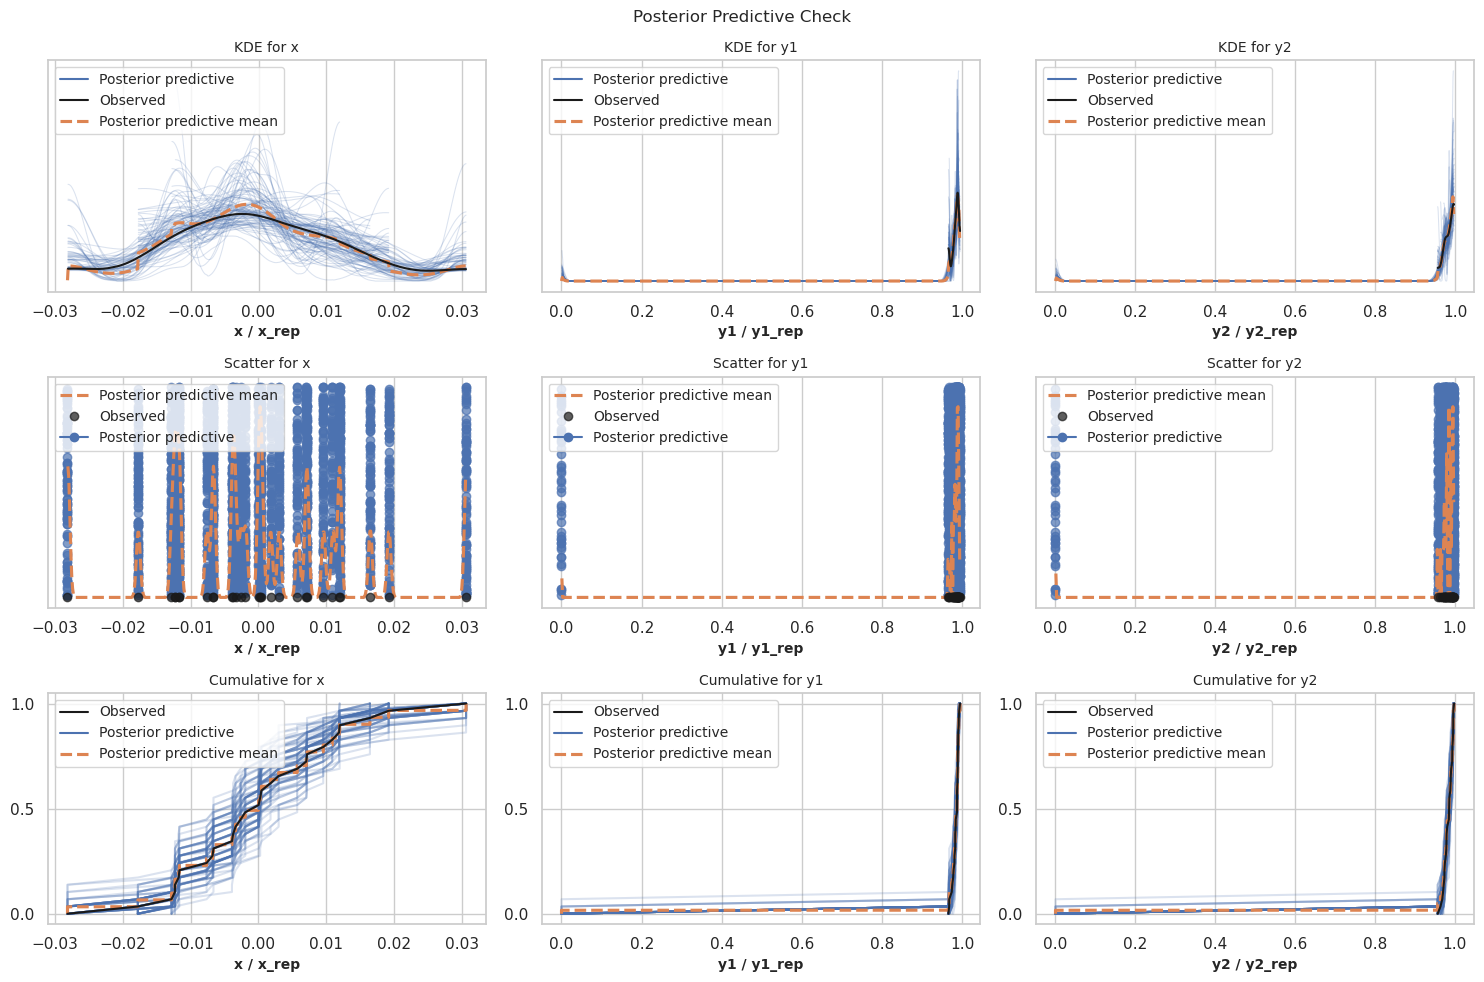 Posterior Predictive Check
KDE for x
KDE for y1
KDE for y2
Posterior predictive
Observed
Posterior predictive mean
Posterior predictive
Observed
Posterior predictive mean
Posterior predictive
Observed
Posterior predictive mean
−0.03 −0.02 −0.01 0.00 0.01 0.02 0.03
0.0 0.2 0.4 0.6 0.8 1.0
0.0 0.2 0.4 0.6 0.8 1.0
x / x_rep
y1 / y1_rep
y2 / y2_rep
Scatter for x
Scatter for y1
Scatter for y2
Posterior predictive mean
Observed
Posterior predictive
Posterior predictive mean
Observed
Posterior predictive
Posterior predictive mean
Observed
Posterior predictive
−0.03 −0.02 −0.01 0.00 0.01 0.02 0.03
0.0 0.2 0.4 0.6 0.8 1.0
0.0 0.2 0.4 0.6 0.8 1.0
x / x_rep
y1 / y1_rep
y2 / y2_rep
Cumulative for x
Cumulative for y1
Cumulative for y2
1.0
0.5
0.0
Observed
Posterior predictive
Posterior predictive mean
1.0
0.5
0.0
Observed
Posterior predictive
Posterior predictive mean
1.0
0.5
0.0
Observed
Posterior predictive
Posterior predictive mean
−0.03 −0.02 −0.01 0.00 0.01 0.02 0.03
0.0 0.2 0.4 0.6 0.8 1.0
0.0 0.2 0.4 0.6 0.8 1.0
x / x_rep
y1 / y1_rep
y2 / y2_rep